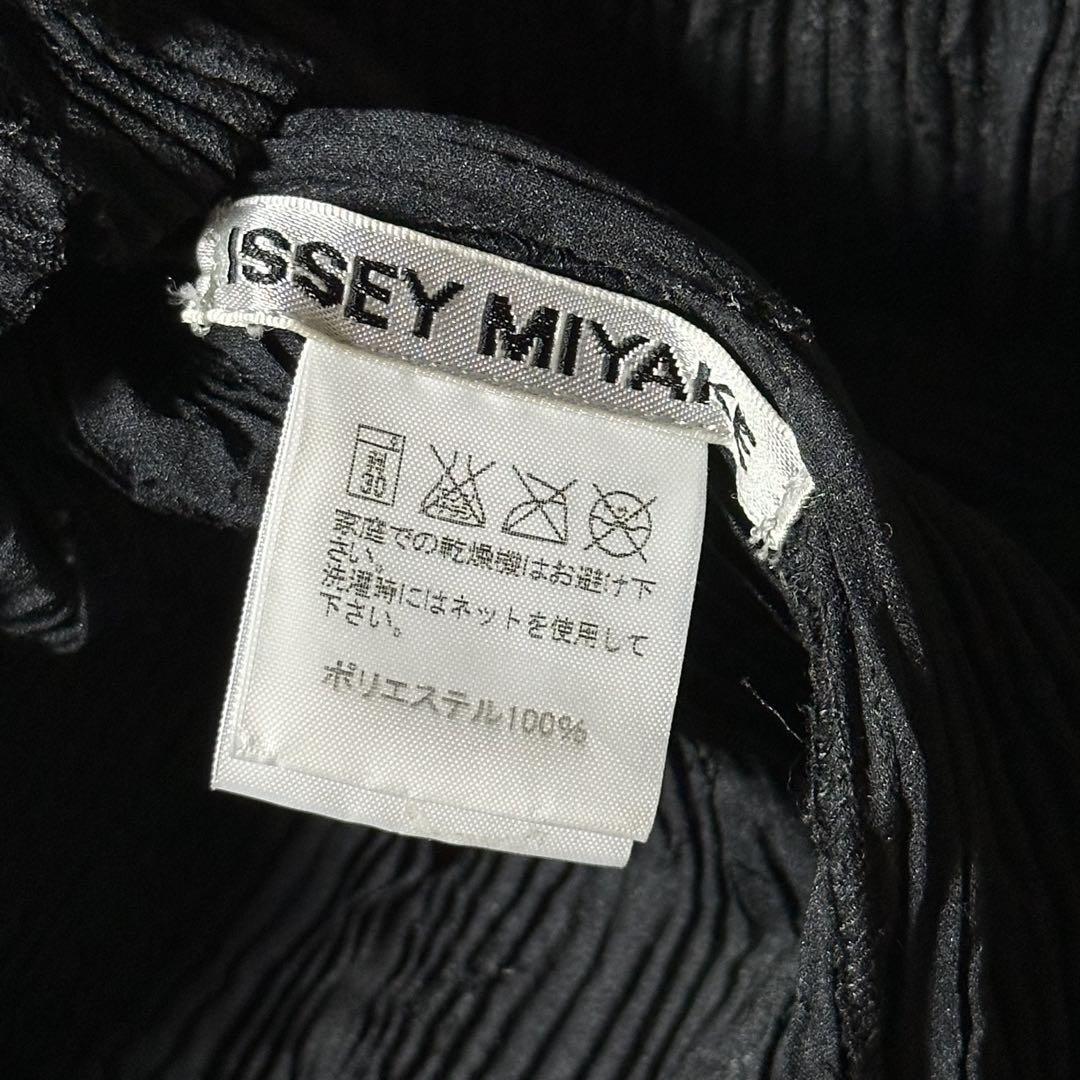 ISSEY MIYAKE
家庭での乾燥機はお避け下
さい。
洗濯時にはネットを使用して
下さい。
ポリエステル100%